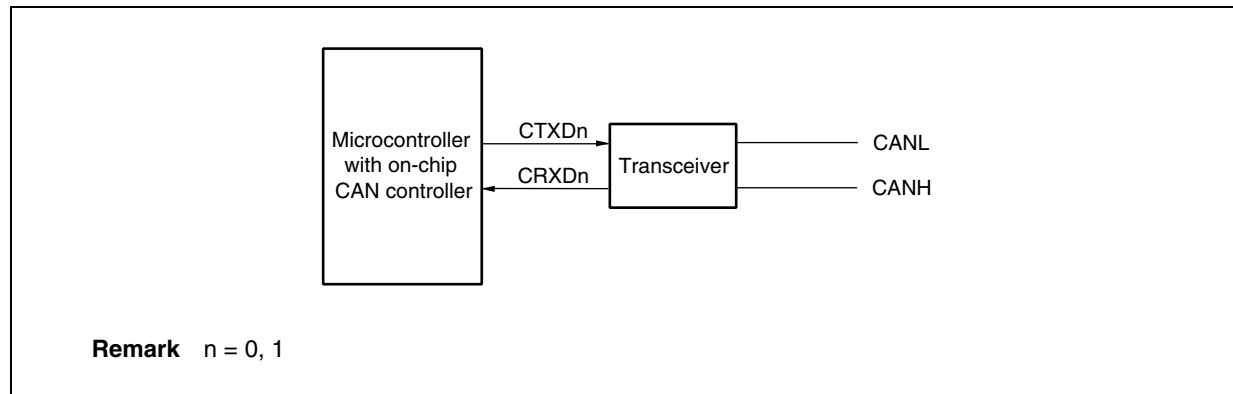 Microcontroller
with on-chip
CAN controller
CTXDn
CRXDn
Transceiver
CANL
CANH
Remark n = 0, 1